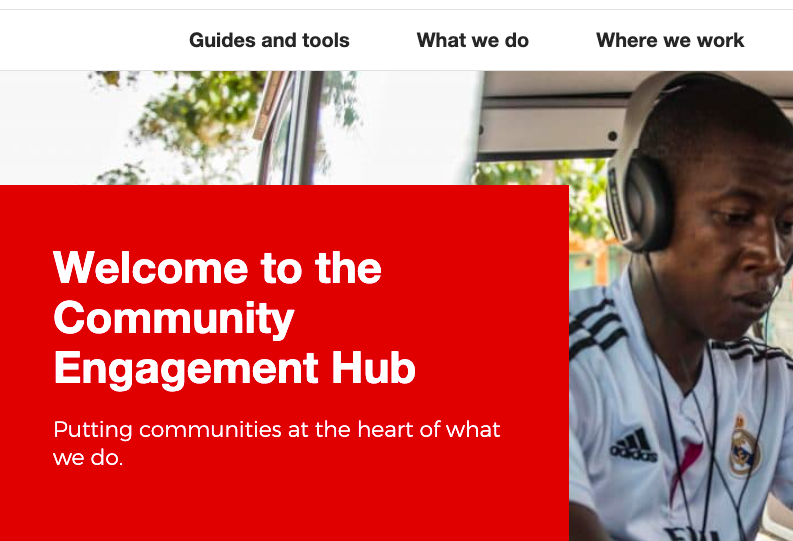 Guides and tools
What we do
Where we work
Welcome to the
Community
Engagement Hub
Putting communities at the heart of what
we do.
adidas